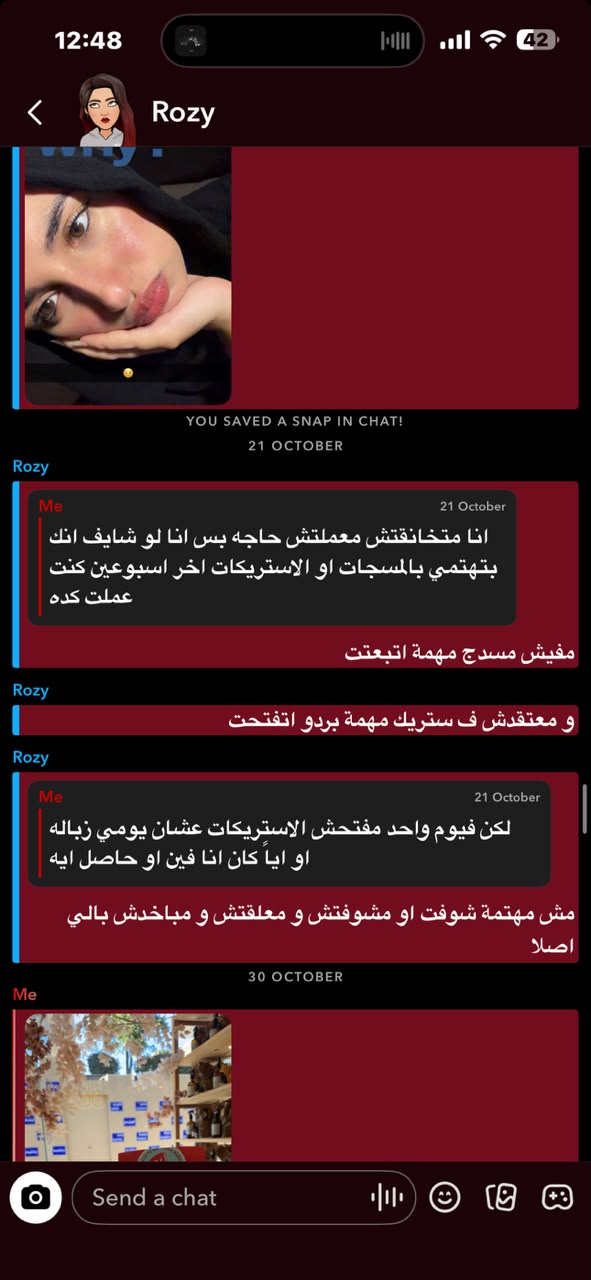 12:48
42
Rozy
why?
YOU SAVED A SNAP IN CHAT!
21 OCTOBER
Rozy
Me
21 October
انا متخانقتش معملتش حاجه بس انا لو شايف انك
بتهتمي بالمسجات او الاستريكات اخر اسبوعين كنت
عملت كده
مفيش مسدج مهمة اتبعتت
Rozy
و معتقدش ف ستريك مهمة بردو اتفتحت
Rozy
Me
21 October
لكن فيوم واحد مفتحش الاستريكات عشان يومي زباله
او اياً كان انا فين او حاصل ايه
مش مهتمة شوفت او مشوفتش و معلقتش و مباخدش بالي
اصلا
30 OCTOBER
Me
Send a chat